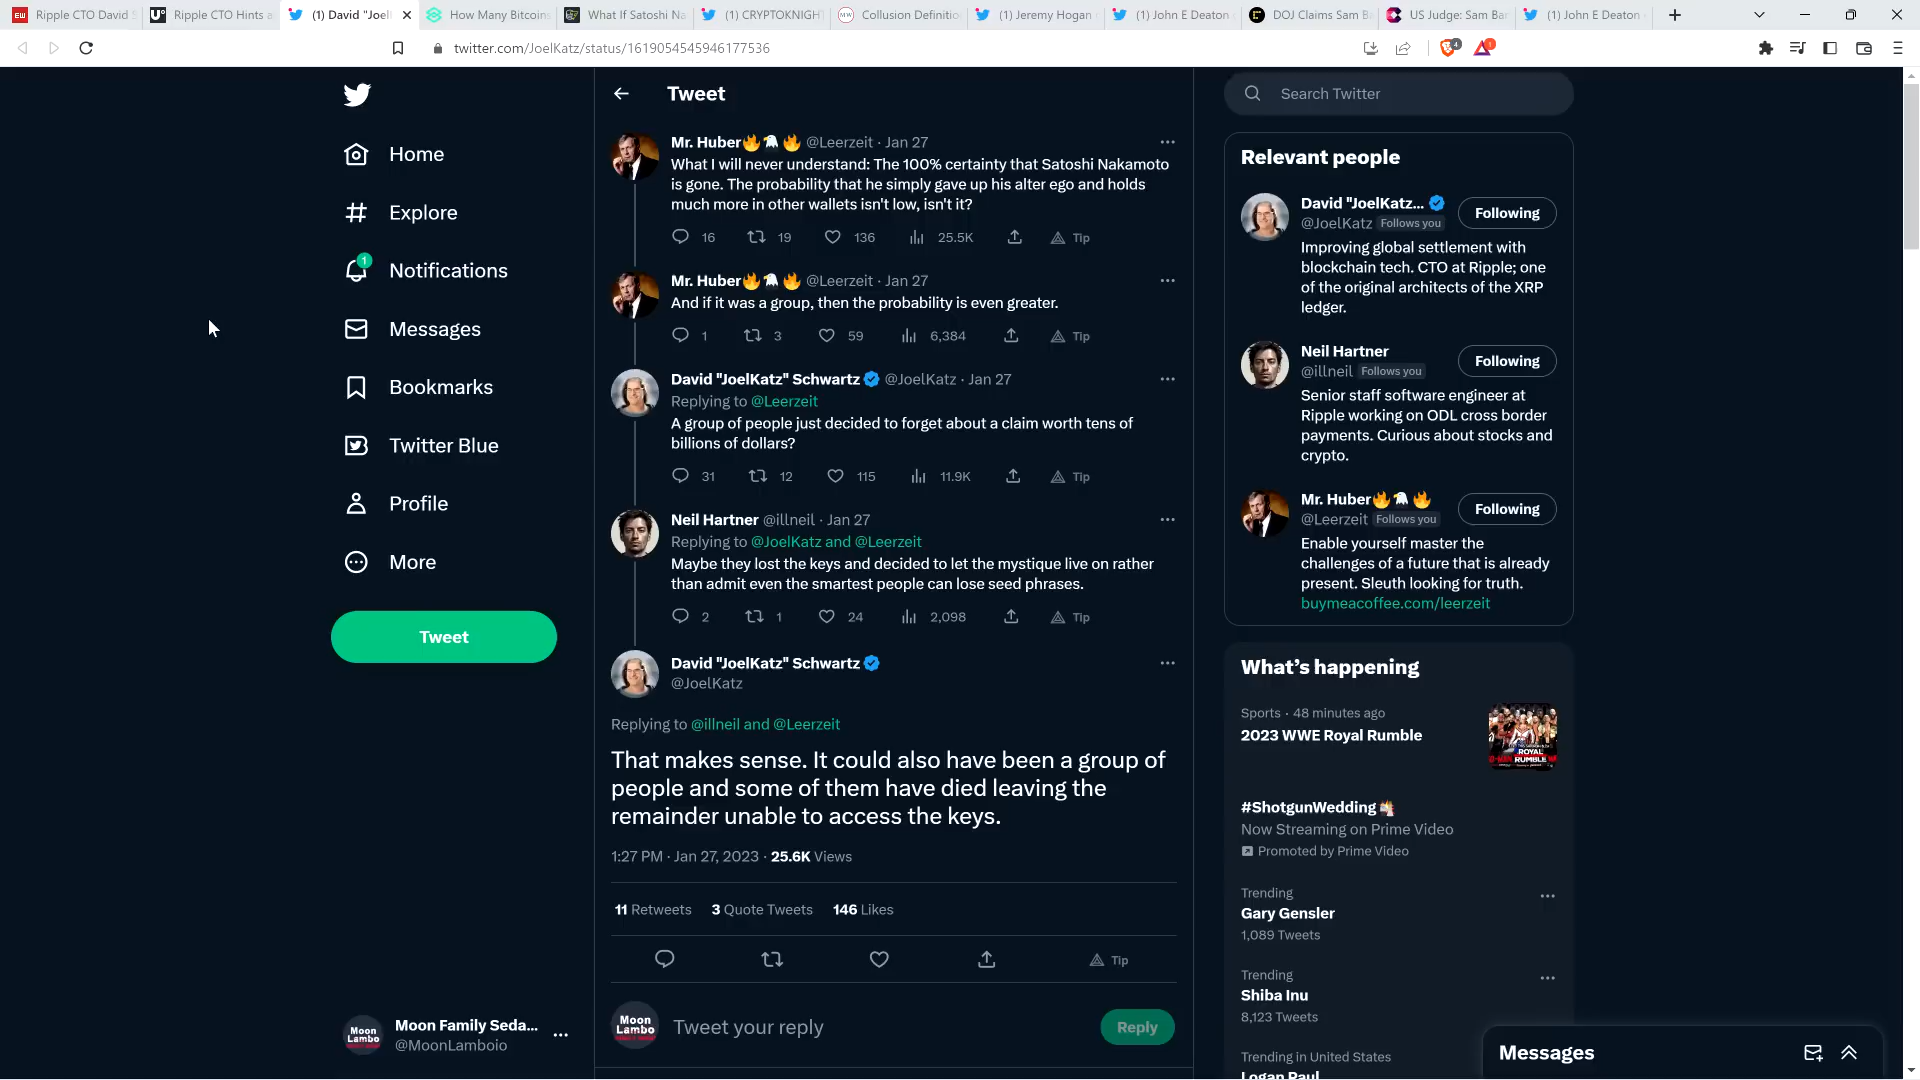 Ripple CTO David S
Ripple CTO Hints a
(1) David "Joel
How Many Bitcoins
What If Satoshi Na
(1) CRYPTOKNIGHT
Collusion Definitio
(1) Jeremy Hogan
(1) John E Deaton
DOJ Claims Sam Ba
US Judge: Sam Ban
(1) John E Deaton
twitter.com/JoelKatz/status/1619054545946177536
4
1
Home
Explore
1
Notifications
Messages
Bookmarks
Twitter Blue
Profile
More
Tweet
Moon Lambo
Moon Family Seda...
@MoonLamboio
Tweet
Mr. Huber🔥🦅🔥 @Leerzeit · Jan 27
What I will never understand: The 100% certainty that Satoshi Nakamoto
is gone. The probability that he simply gave up his alter ego and holds
much more in other wallets isn't low, isn't it?
16 19 136 25.5K Tip
Mr. Huber🔥🦅🔥 @Leerzeit · Jan 27
And if it was a group, then the probability is even greater.
1 3 59 6,384 Tip
David "JoelKatz" Schwartz @JoelKatz · Jan 27
Replying to @Leerzeit
A group of people just decided to forget about a claim worth tens of
billions of dollars?
31 12 115 11.9K Tip
Neil Hartner @illneil · Jan 27
Replying to @JoelKatz and @Leerzeit
Maybe they lost the keys and decided to let the mystique live on rather
than admit even the smartest people can lose seed phrases.
2 1 24 2,098 Tip
David "JoelKatz" Schwartz
@JoelKatz
Replying to @illneil and @Leerzeit
That makes sense. It could also have been a group of
people and some of them have died leaving the
remainder unable to access the keys.
1:27 PM · Jan 27, 2023 · 25.6K Views
11 Retweets 3 Quote Tweets 146 Likes
Tip
Moon Lambo
Tweet your reply
Reply
Search Twitter
Relevant people
David "JoelKatz...
@JoelKatz Follows you
Following
Improving global settlement with
blockchain tech. CTO at Ripple; one
of the original architects of the XRP
ledger.
Neil Hartner
@illneil Follows you
Following
Senior staff software engineer at
Ripple working on ODL cross border
payments. Curious about stocks and
crypto.
Mr. Huber🔥🦅🔥
@Leerzeit Follows you
Following
Enable yourself master the
challenges of a future that is already
present. Sleuth looking for truth.
buymeacoffee.com/leerzeit
What's happening
Sports · 48 minutes ago
2023 WWE Royal Rumble
ROYAL
RUMBLE
#ShotgunWedding
Now Streaming on Prime Video
Promoted by Prime Video
Trending
Gary Gensler
1,089 Tweets
Trending
Shiba Inu
8,123 Tweets
Trending in United States
Logan Paul
Messages